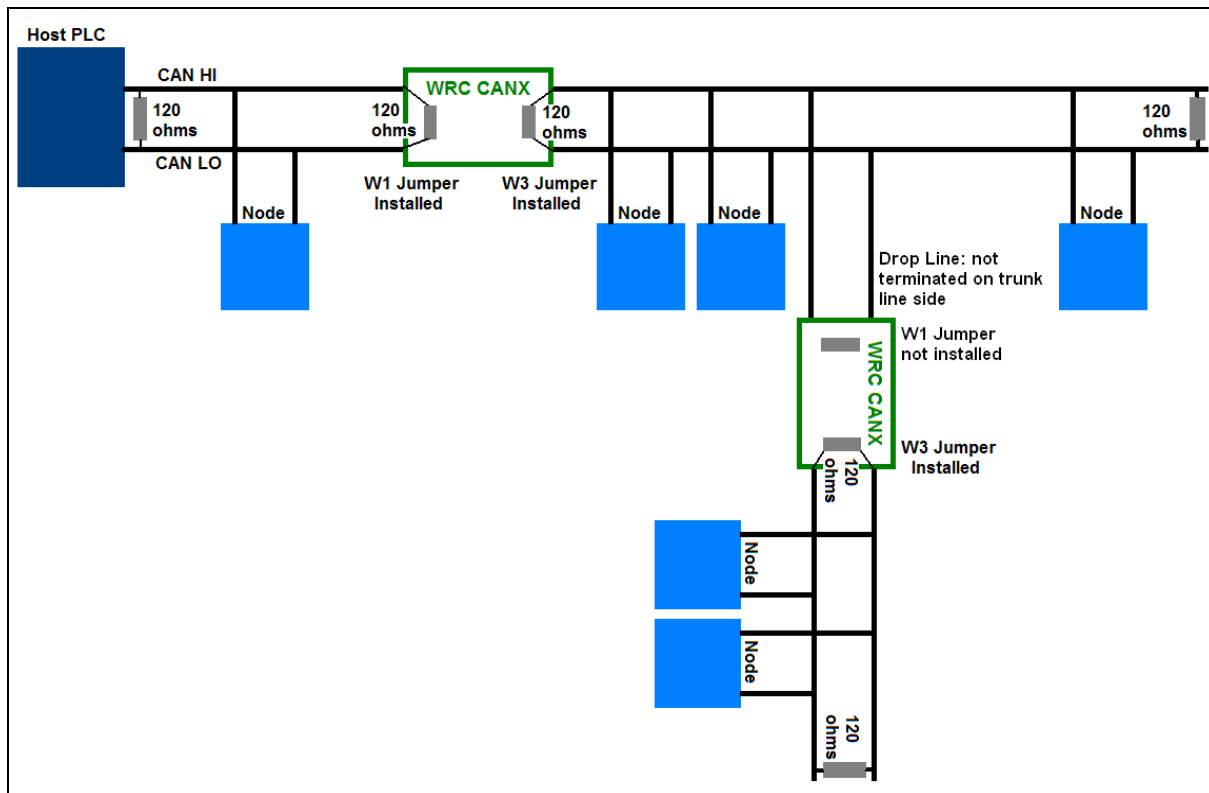 Host PLC
CAN HI
WRC CANX
120
ohms
120
ohms
120
ohms
120
ohms
CAN LO
W1 Jumper
Installed
W3 Jumper
Installed
Node
Node
Node
Node
Drop Line: not
terminated on trunk
line side
W1 Jumper
not installed
WRC CANX
W3 Jumper
Installed
120
ohms
Node
Node
120
ohms